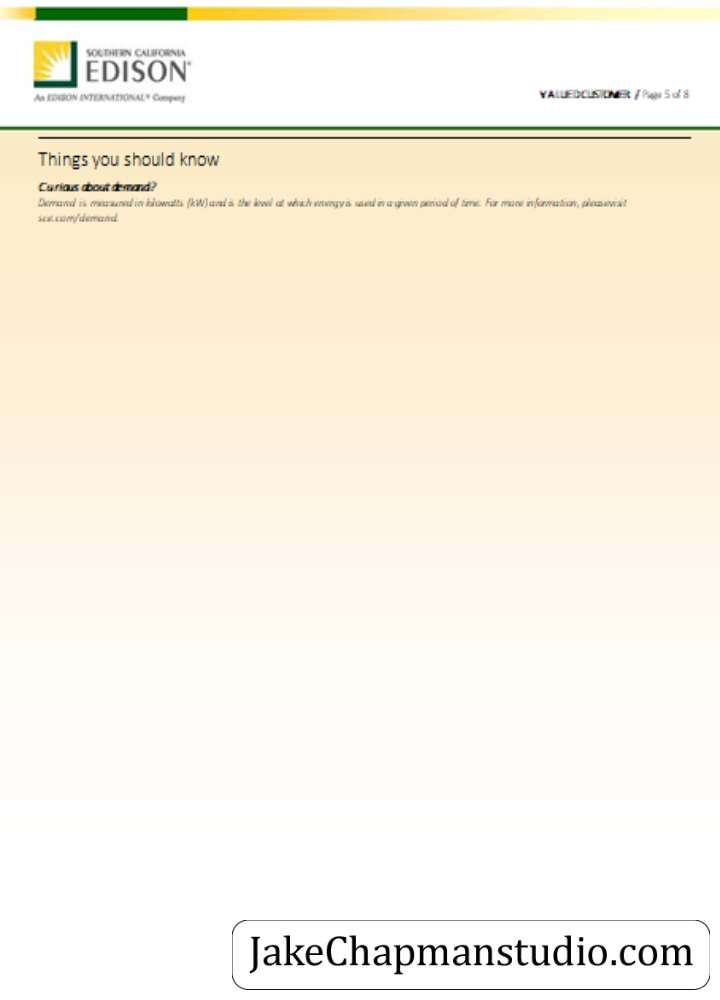 SOUTHERN CALIFORNIA
EDISON®
An EDISON INTERNATIONAL® Company
VALUED CUSTOMER / Page 5 of 8
Things you should know
Curious about demand?
Demand is measured in kilowatts (kW) and is the level at which energy is used in a given period of time. For more information, please visit
sce.com/demand.
JakeChapmanstudio.com